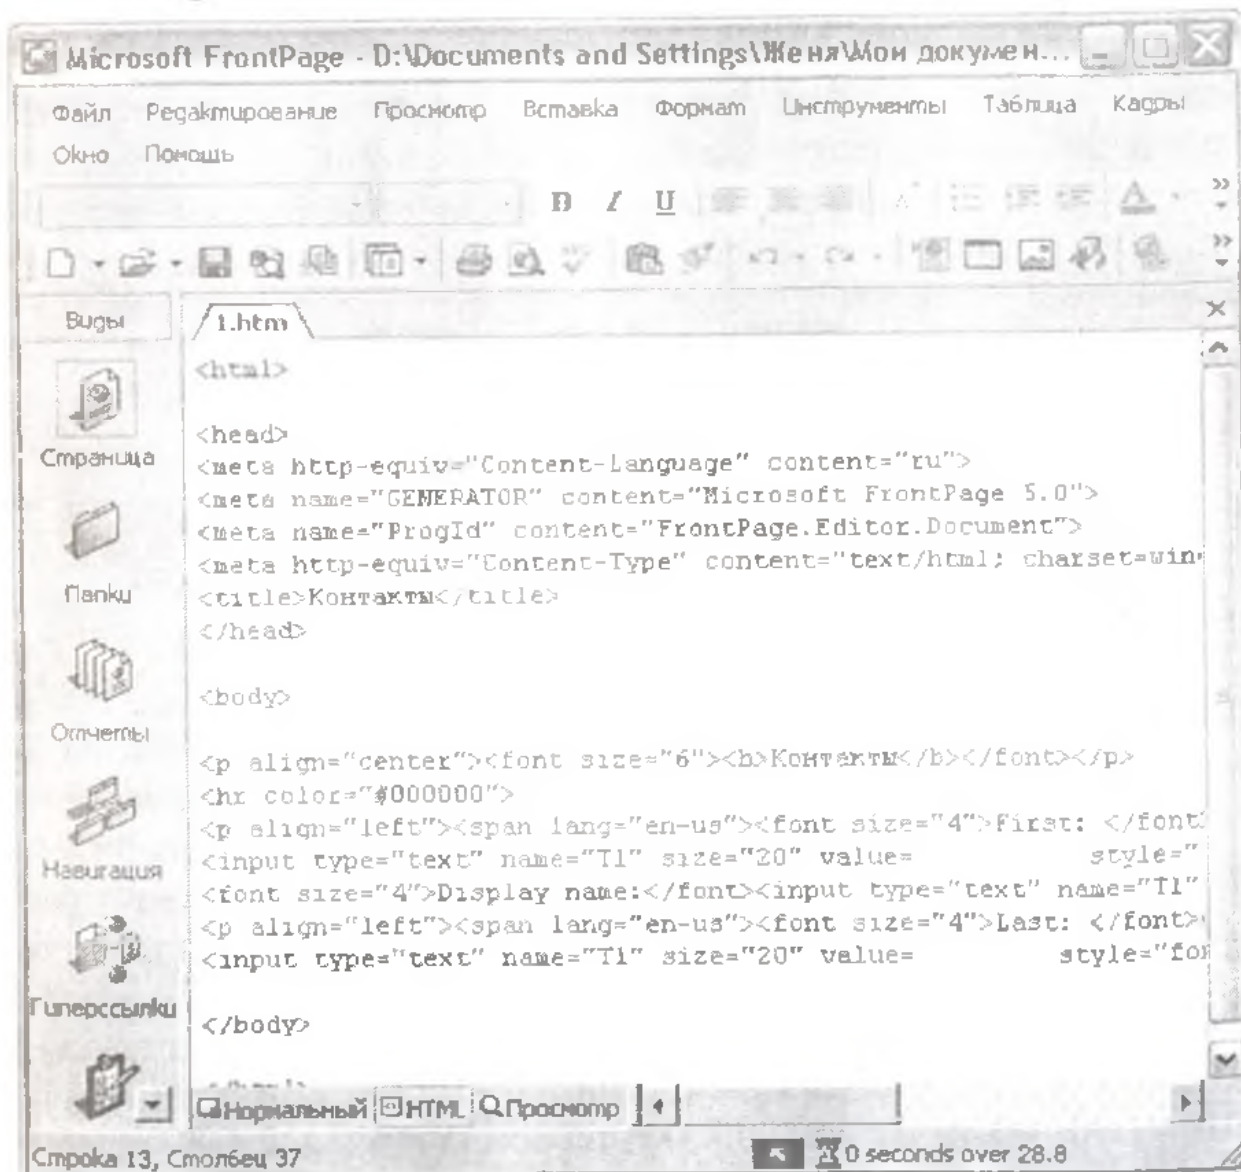 Microsoft FrontPage - D:\Documents and Settings\Женя\Мои докумен...
Файл Редактирование Просмотр Вставка Формат Инструменты Таблица Кадры
Окно Помощь
B I U A
Виды
1.htm
<html>
<head>
Страница
<meta http-equiv="Content-Language" content="ru">
<meta name="GENERATOR" content="Microsoft FrontPage 5.0">
<meta name="ProgId" content="FrontPage.Editor.Document">
<meta http-equiv="Content-Type" content="text/html; charset=win
Папки
<title>Контакты</title>
</head>
<body>
Отчеты
<p align="center"><font size="6"><b>Контакты</b></font></p>
<hr color="#000000">
<p align="left"><span lang="en-us"><font size="4">First: </font>
<input type="text" name="T1" size="20" value= style="
Навигация
<font size="4">Display name:</font><input type="text" name="T1"
<p align="left"><span lang="en-us"><font size="4">Last: </font>
<input type="text" name="T1" size="20" value= style="fon
Гиперссылки
</body>
</html>
Нормальный HTML Просмотр
Строка 13, Столбец 37 0 seconds over 28.8